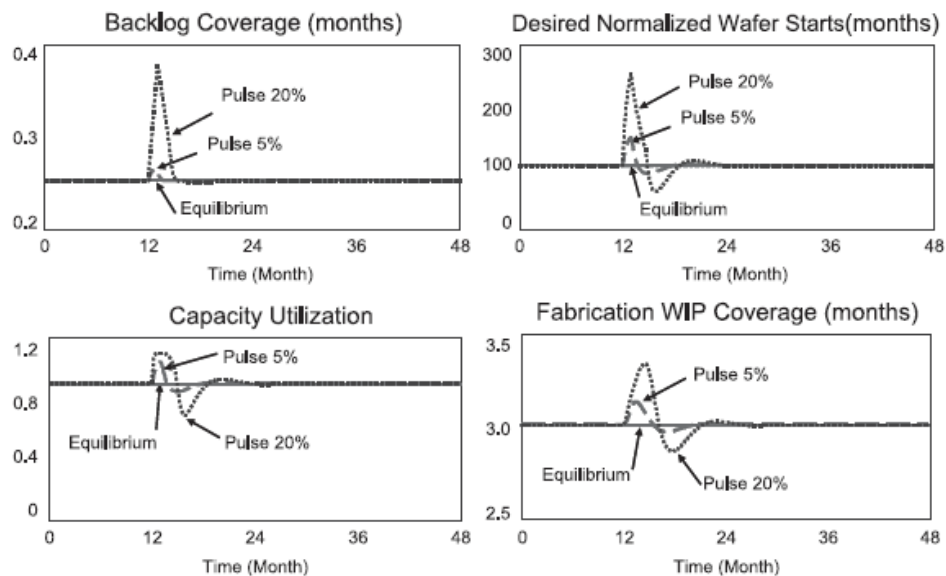 Backlog Coverage (months)
0.4
0.3
0.2
Pulse 20%
Pulse 5%
Equilibrium
0 12 24 36 48
Time (Month)
Desired Normalized Wafer Starts(months)
300
200
100
0
Pulse 20%
Pulse 5%
Equilibrium
0 12 24 36 48
Time (Month)
Capacity Utilization
1.2
0.8
0.4
0
Pulse 5%
Equilibrium
Pulse 20%
0 12 24 36 48
Time (Month)
Fabrication WIP Coverage (months)
3.5
3.0
2.5
Pulse 5%
Equilibrium
Pulse 20%
0 12 24 36 48
Time (Month)